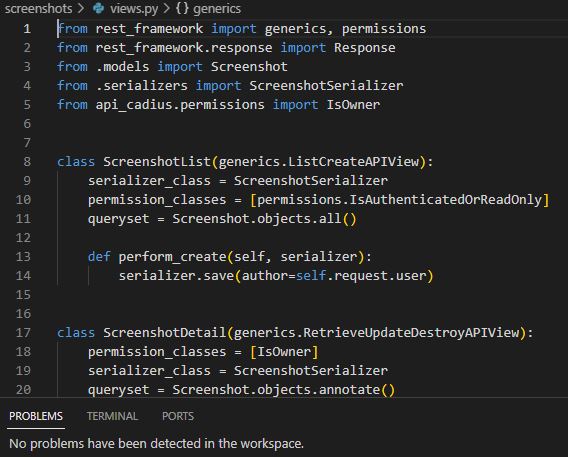 screenshots > views.py > {} generics
1 from rest_framework import generics, permissions
2 from rest_framework.response import Response
3 from .models import Screenshot
4 from .serializers import ScreenshotSerializer
5 from api_cadius.permissions import IsOwner
6
7
8 class ScreenshotList(generics.ListCreateAPIView):
9     serializer_class = ScreenshotSerializer
10     permission_classes = [permissions.IsAuthenticatedOrReadOnly]
11     queryset = Screenshot.objects.all()
12
13     def perform_create(self, serializer):
14         serializer.save(author=self.request.user)
15
16
17 class ScreenshotDetail(generics.RetrieveUpdateDestroyAPIView):
18     permission_classes = [IsOwner]
19     serializer_class = ScreenshotSerializer
20     queryset = Screenshot.objects.annotate()
PROBLEMS TERMINAL PORTS
No problems have been detected in the workspace.